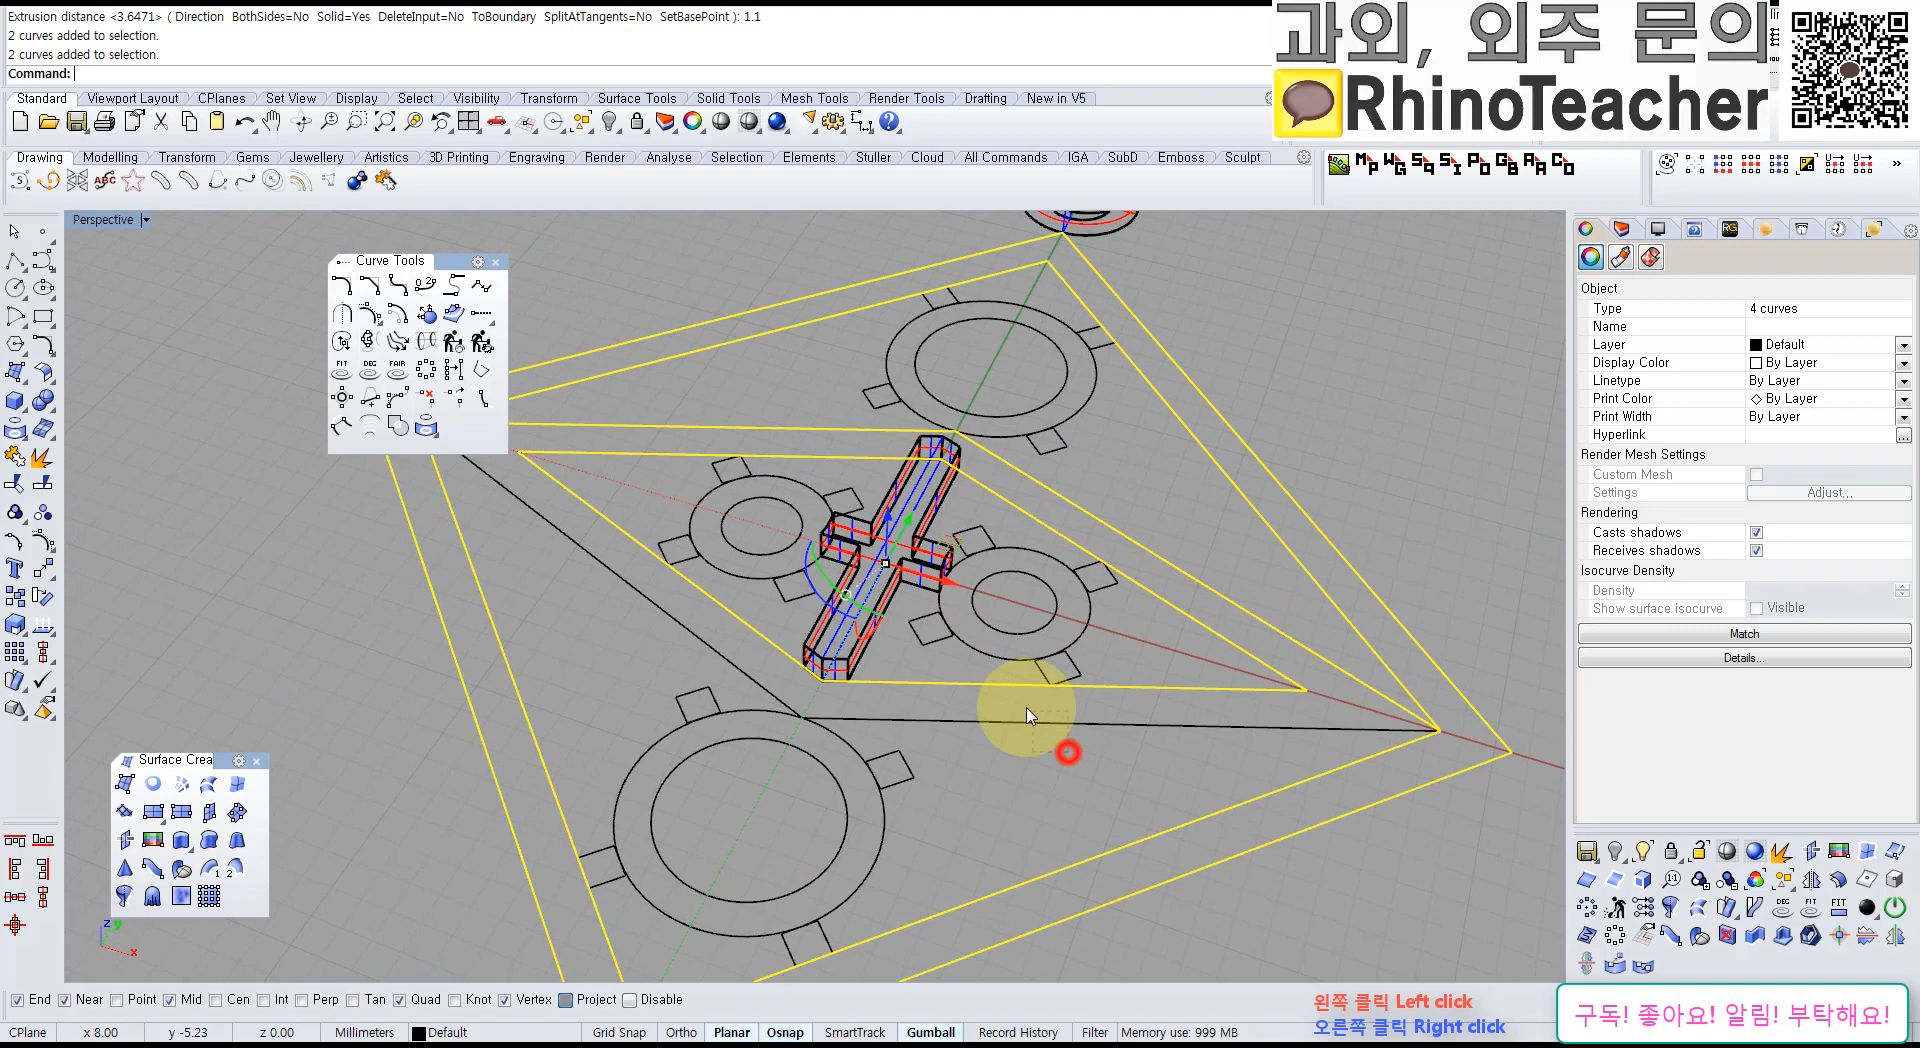 Extrusion distance <3.6471> ( Direction  BothSides=No  Solid=Yes  DeleteInput=No  ToBoundary  SplitAtTangents=No  SetBasePoint ): 1.1
2 curves added to selection.
2 curves added to selection.
Command:
과외, 외주 문의
RhinoTeacher
Standard Viewport Layout CPlanes Set View Display Select Visibility Transform Surface Tools Solid Tools Mesh Tools Render Tools Drafting New in V5
Drawing Modelling Transform Gems Jewellery Artistics 3D Printing Engraving Render Analyse Selection Elements Stuller Cloud All Commands IGA SubD Emboss Sculpt
Perspective
Curve Tools
FIT DEG FAIR
Surface Crea
1 2
z y
x
Object
Type 4 curves
Name
Layer Default
Display Color By Layer
Linetype By Layer
Print Color By Layer
Print Width By Layer
Hyperlink ...
Render Mesh Settings
Custom Mesh
Settings Adjust...
Rendering
Casts shadows
Receives shadows
Isocurve Density
Density
Show surface isocurve Visible
Match
Details...
DEG FIT FIT
End Near Point Mid Cen Int Perp Tan Quad Knot Vertex Project Disable
왼쪽 클릭 Left click
오른쪽 클릭 Right click
구독! 좋아요! 알림! 부탁해요!
CPlane x 8.00 y -5.23 z 0.00 Millimeters Default Grid Snap Ortho Planar Osnap SmartTrack Gumball Record History Filter Memory use: 999 MB